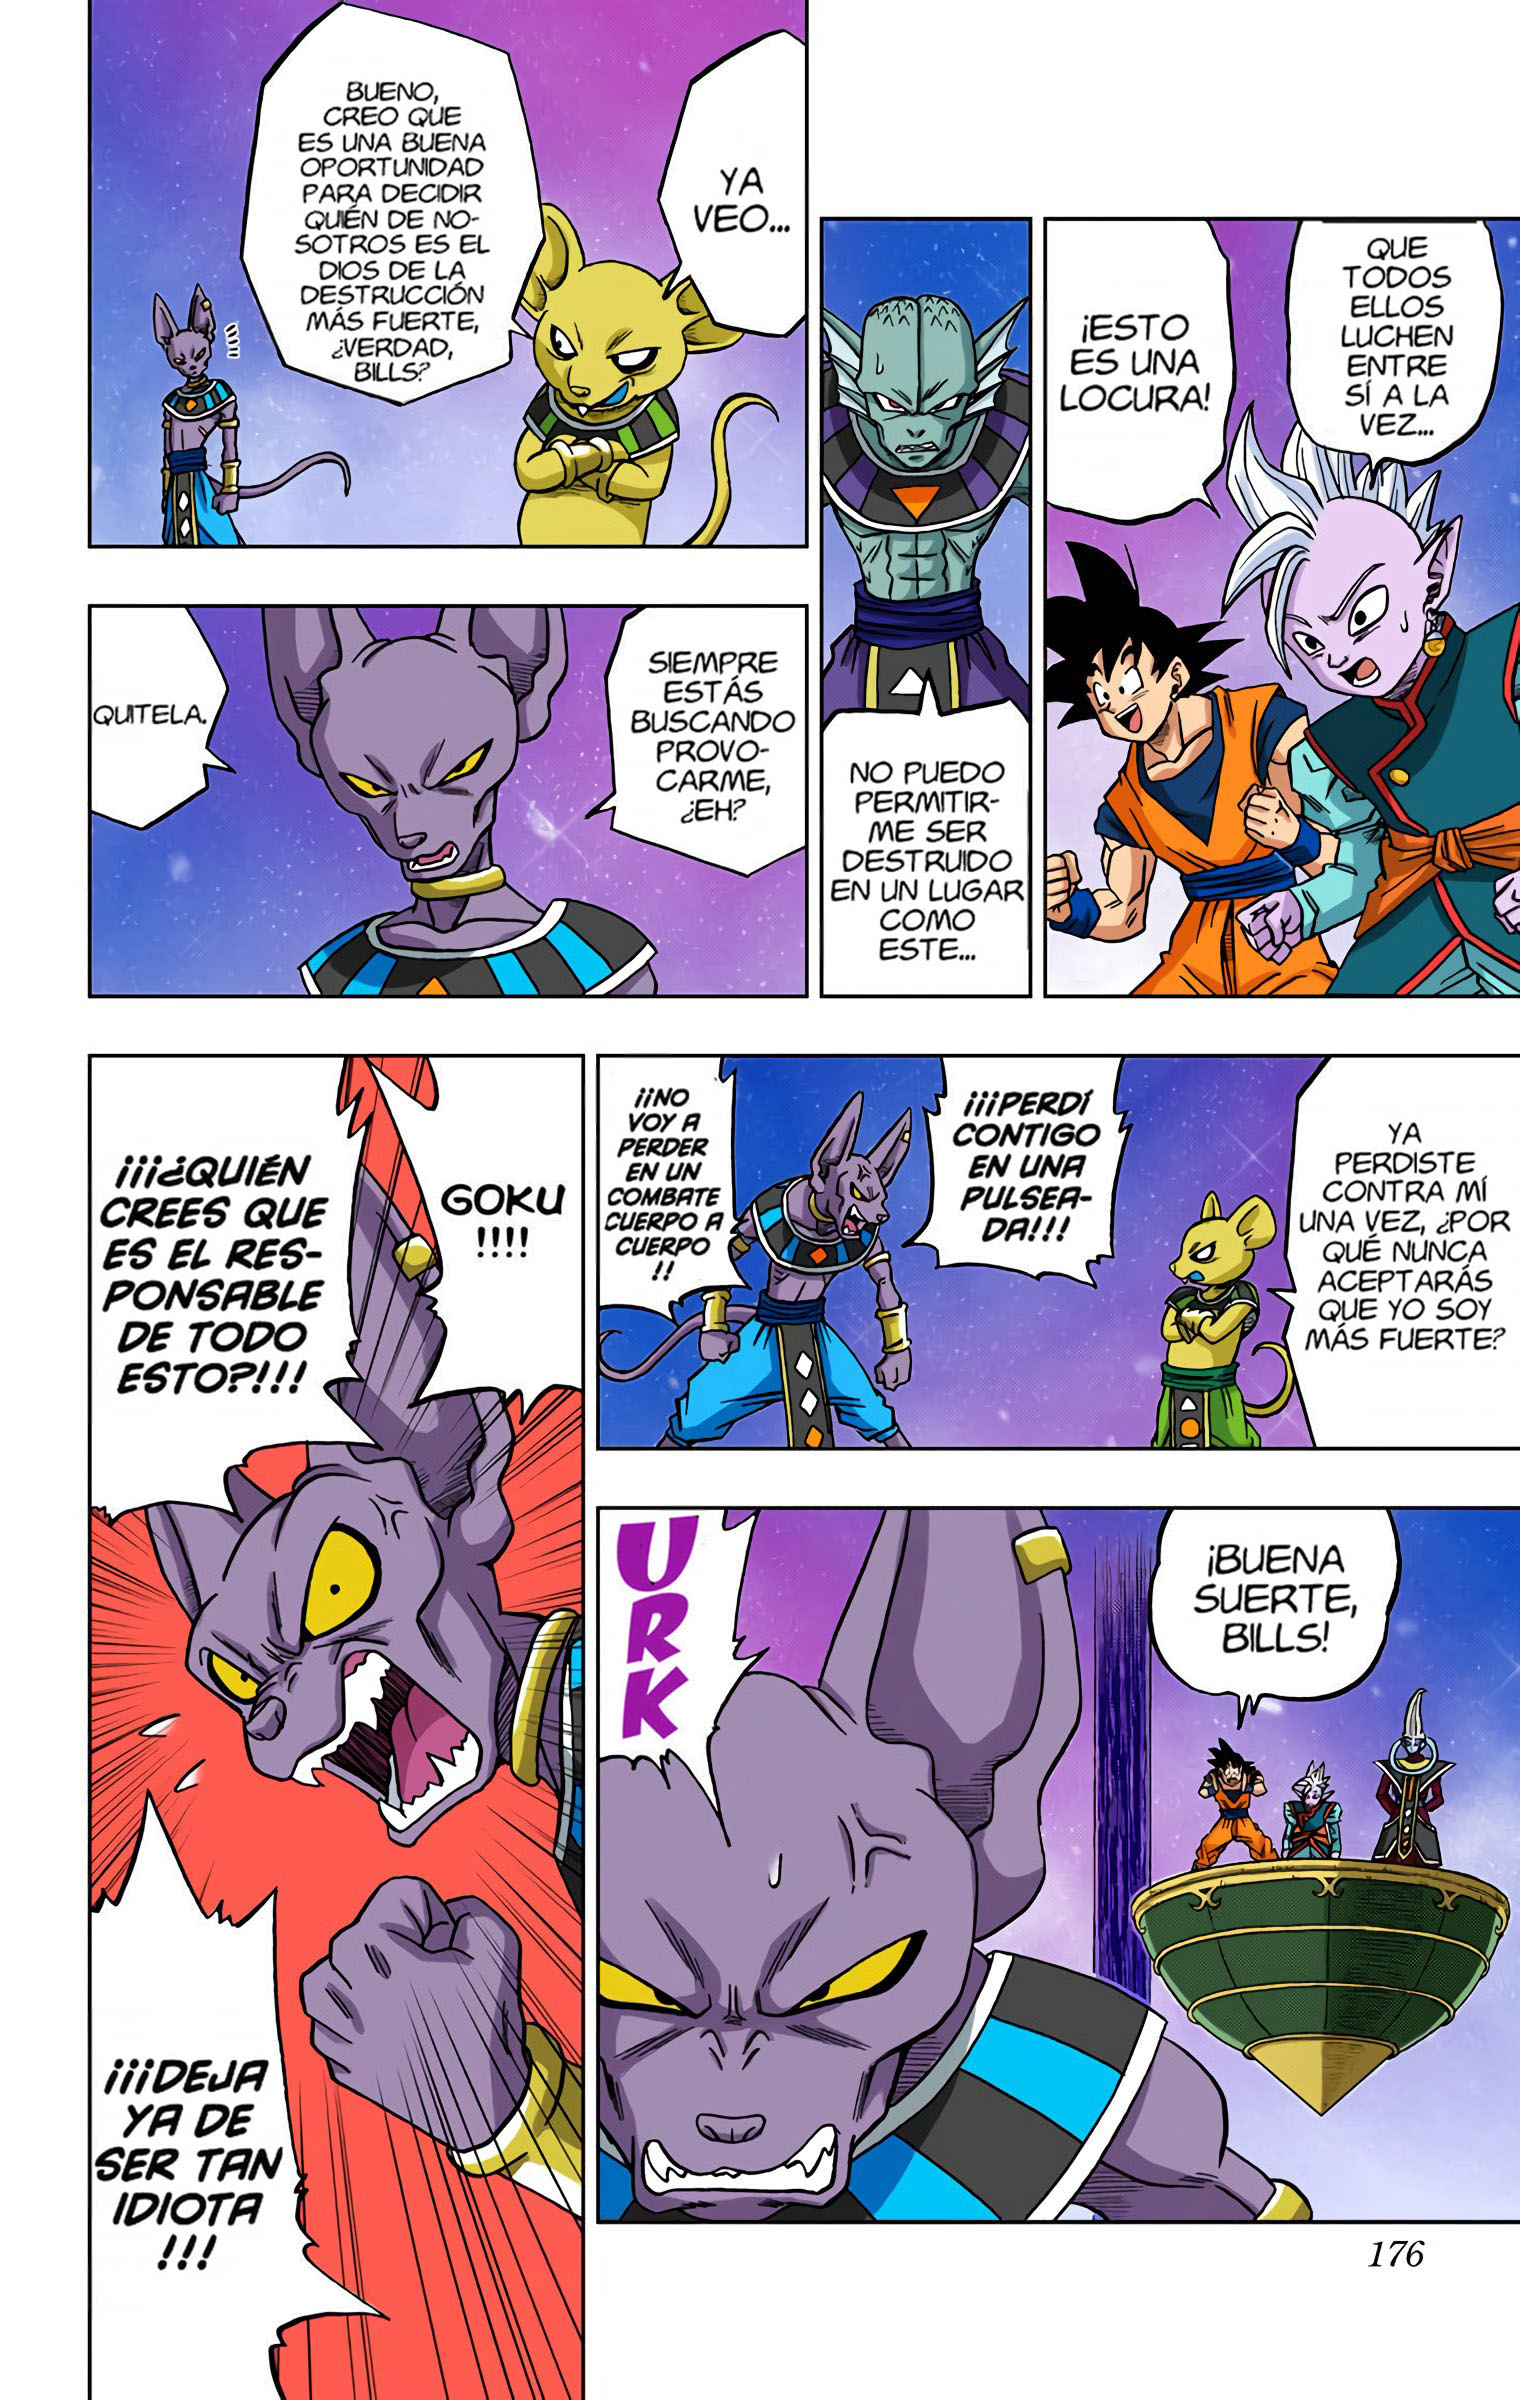 QUE
TODOS
ELLOS
LUCHEN
ENTRE
SÍ A LA
VEZ...
¡ESTO
ES UNA
LOCURA!
NO PUEDO
PERMITIR-
ME SER
DESTRUIDO
EN UN LUGAR
COMO
ESTE...
YA
VEO...
BUENO,
CREO QUE
ES UNA BUENA
OPORTUNIDAD
PARA DECIDIR
QUIÉN DE NO-
SOTROS ES EL
DIOS DE LA
DESTRUCCIÓN
MÁS FUERTE,
¿VERDAD,
BILLS?
SIEMPRE
ESTÁS
BUSCANDO
PROVO-
CARME,
¿EH?
QUITELA.
YA
PERDISTE
CONTRA MÍ
UNA VEZ, ¿POR
QUÉ NUNCA
ACEPTARÁS
QUE YO SOY
MÁS FUERTE?
¡¡¡PERDÍ
CONTIGO
EN UNA
PULSEA-
DA!!!
¡¡NO
VOY A
PERDER
EN UN
COMBATE
CUERPO A
CUERPO
!!
¡BUENA
SUERTE,
BILLS!
URK
GOKU
!!!!
¡¡¡¿QUIÉN
CREES QUE
ES EL RES-
PONSABLE
DE TODO
ESTO?!!!
¡¡¡DEJA
YA DE
SER TAN
IDIOTA
!!!
176